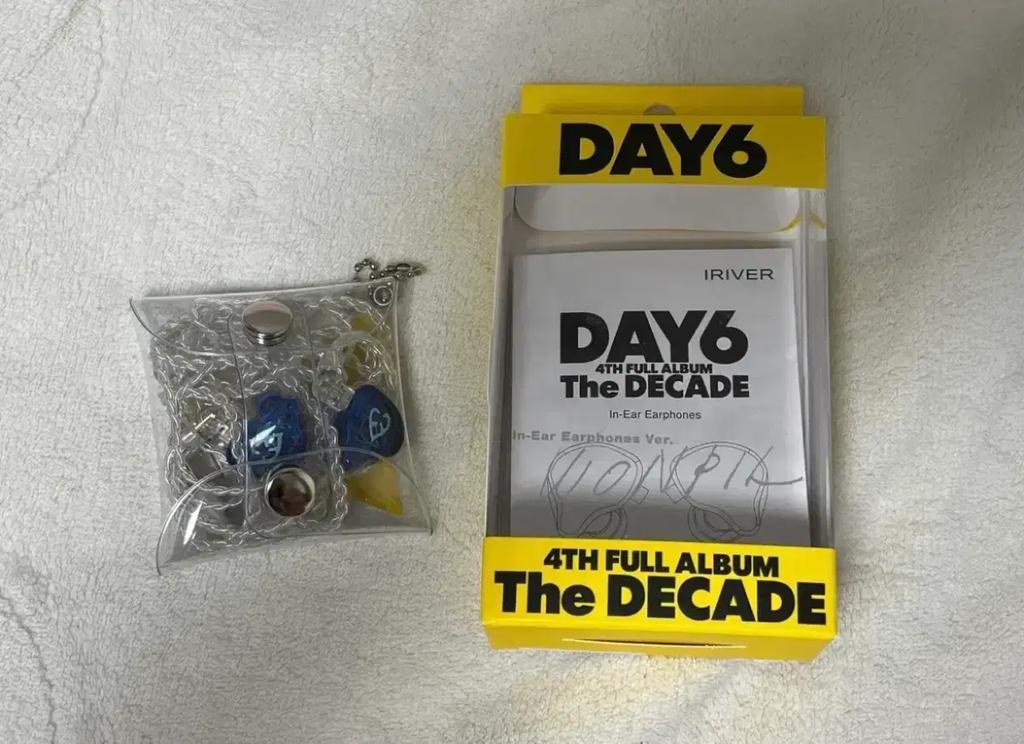 DAY6
IRIVER
DAY6
4TH FULL ALBUM
The DECADE
In-Ear Earphones
In-Ear Earphones Ver.
WONPIL
4TH FULL ALBUM
The DECADE